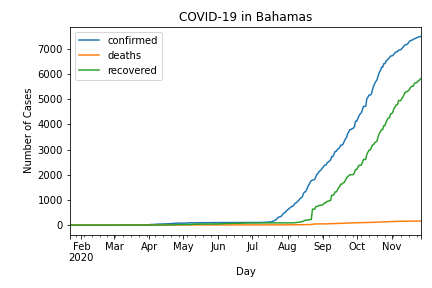 COVID-19 in Bahamas
confirmed
deaths
recovered
Number of Cases
7000
6000
5000
4000
3000
2000
1000
0
Feb Mar Apr May Jun Jul Aug Sep Oct Nov
2020
Day